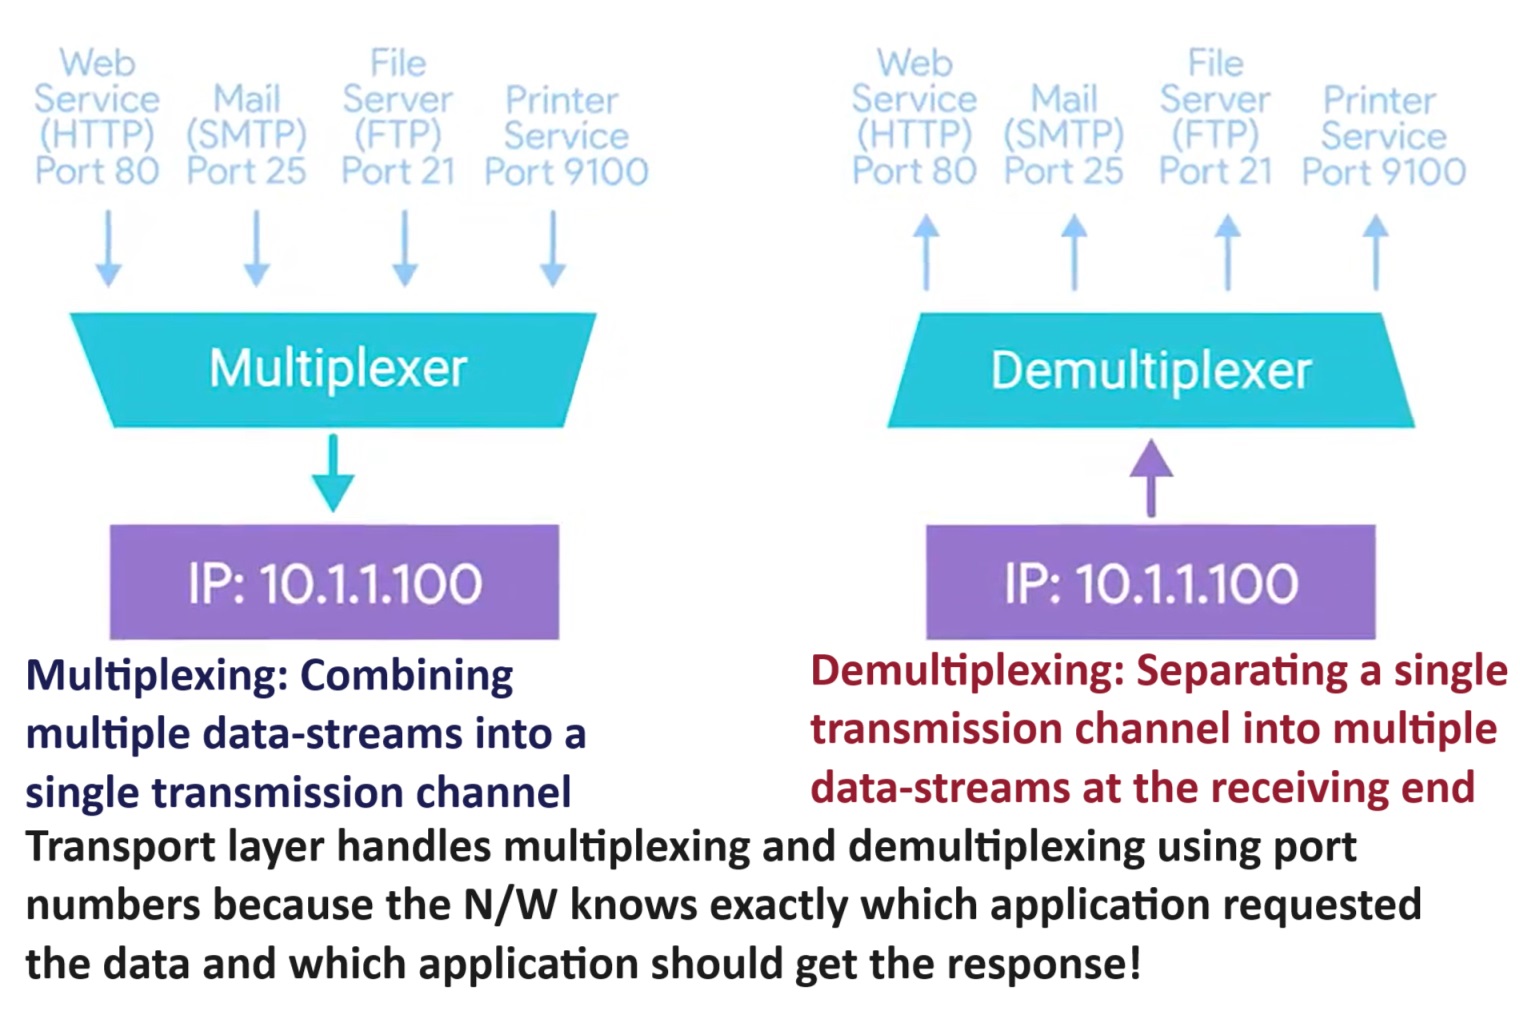 Web
Service
(HTTP)
Port 80
Mail
(SMTP)
Port 25
File
Server
(FTP)
Port 21
Printer
Service
Port 9100
Multiplexer
IP: 10.1.1.100
Multiplexing: Combining
multiple data-streams into a
single transmission channel
Web
Service
(HTTP)
Port 80
Mail
(SMTP)
Port 25
File
Server
(FTP)
Port 21
Printer
Service
Port 9100
Demultiplexer
IP: 10.1.1.100
Demultiplexing: Separating a single
transmission channel into multiple
data-streams at the receiving end
Transport layer handles multiplexing and demultiplexing using port
numbers because the N/W knows exactly which application requested
the data and which application should get the response!